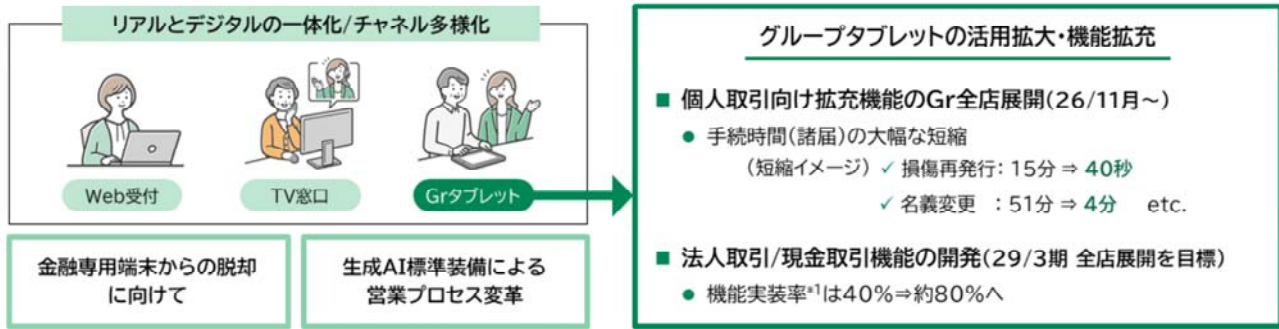 リアルとデジタルの一体化/チャネル多様化
Web受付
TV窓口
Grタブレット
金融専用端末からの脱却
に向けて
生成AI標準装備による
営業プロセス変革
グループタブレットの活用拡大・機能拡充
■ 個人取引向け拡充機能のGr全店展開(26/11月~)
● 手続時間(諸届)の大幅な短縮
(短縮イメージ) ✓ 損傷再発行: 15分 ⇒ 40秒
✓ 名義変更 : 51分 ⇒ 4分 etc.
■ 法人取引/現金取引機能の開発(29/3期 全店展開を目標)
● 機能実装率※1は40%⇒約80%へ